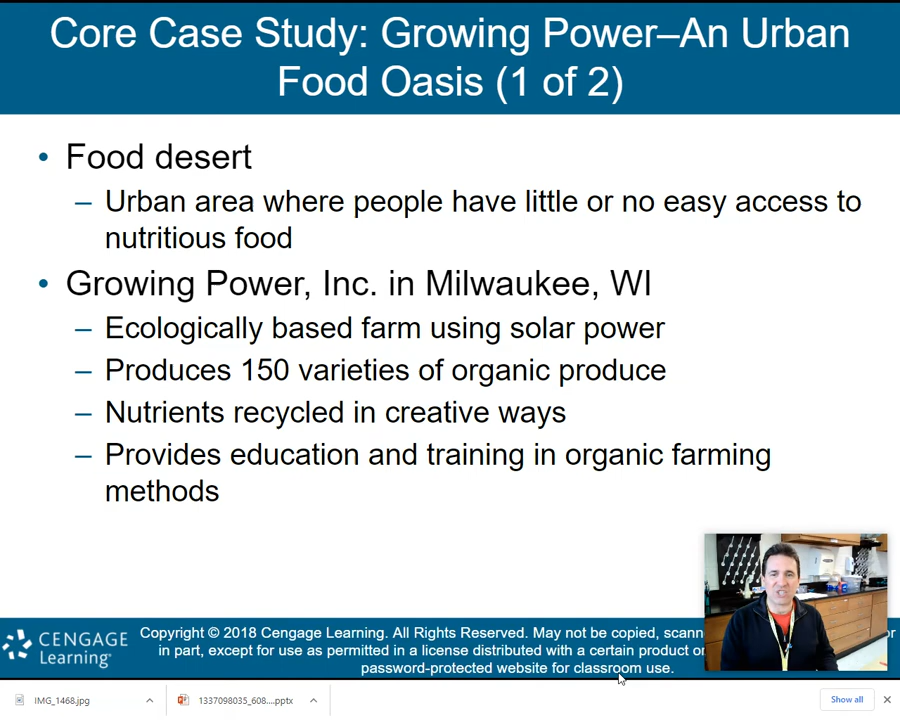 Core Case Study: Growing Power–An Urban
Food Oasis (1 of 2)
• Food desert
– Urban area where people have little or no easy access to
nutritious food
• Growing Power, Inc. in Milwaukee, WI
– Ecologically based farm using solar power
– Produces 150 varieties of organic produce
– Nutrients recycled in creative ways
– Provides education and training in organic farming
methods
CENGAGE
Learning
Copyright © 2018 Cengage Learning. All Rights Reserved. May not be copied, scann or
in part, except for use as permitted in a license distributed with a certain product or
password-protected website for classroom use.
IMG_1468.jpg
1337098035_608....pptx
Show all